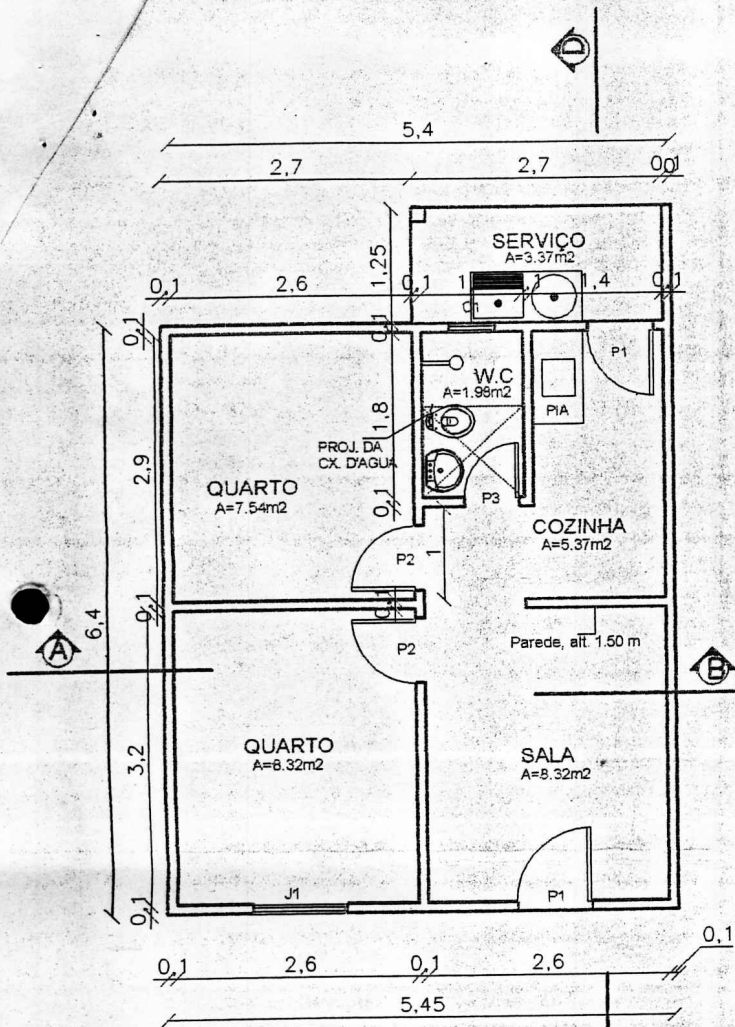 D
5,4
2,7 2,7 0,01
SERVIÇO
A=3.37m2
1,25
0,1 2,6 0,1 1 0,1 1,4 0,1
0,1
0,1
P1
W.C
A=1.98m2
1,8
PIA
PROJ. DA
CX. D'AGUA
2,9
QUARTO
A=7.54m2
0,1
P3
COZINHA
A=5.37m2
1
P2
0,1
0,1
6,4
A
P2
Parede, alt. 1.50 m
B
3,2
QUARTO
A=8.32m2
SALA
A=8.32m2
J1
P1
0,1
0,1 2,6 0,1 2,6 0,1
5,45